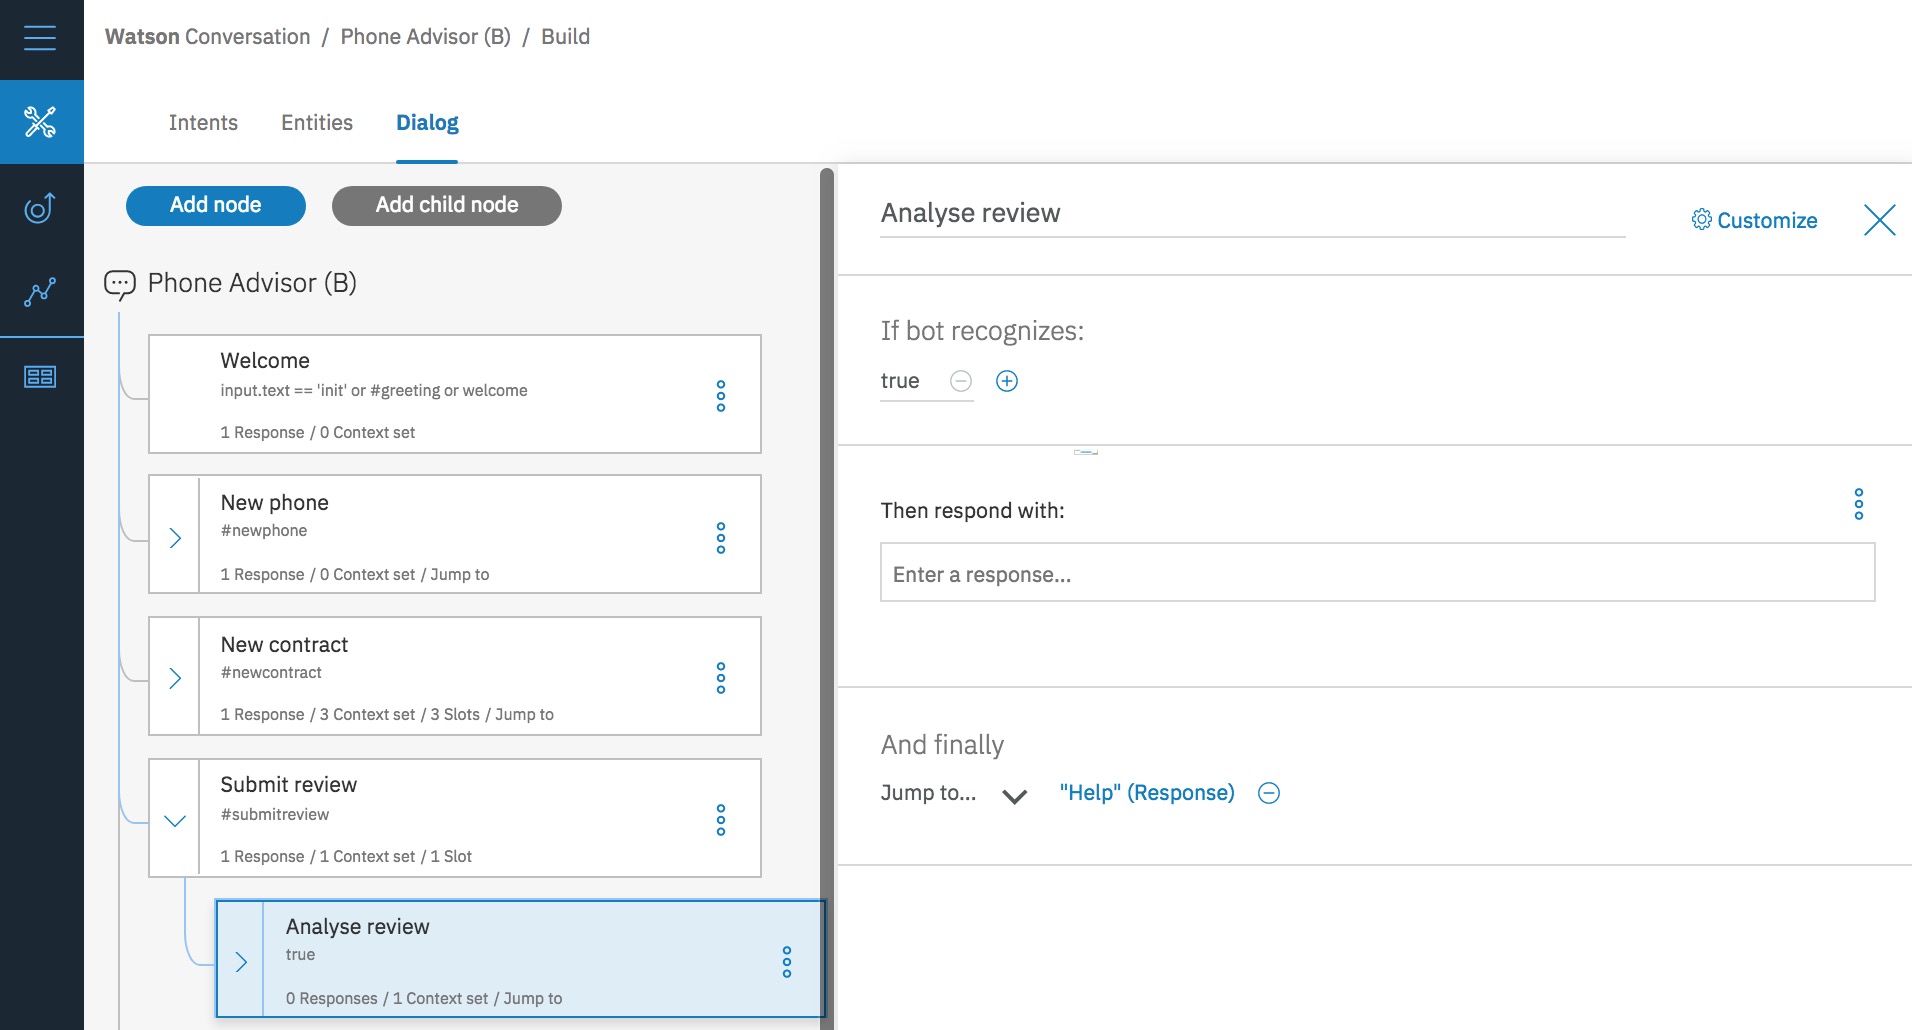 Watson Conversation / Phone Advisor (B) / Build
Intents Entities Dialog
Add node Add child node
Phone Advisor (B)
Welcome
input.text == 'init' or #greeting or welcome
1 Response / 0 Context set
New phone
#newphone
1 Response / 0 Context set / Jump to
New contract
#newcontract
1 Response / 3 Context set / 3 Slots / Jump to
Submit review
#submitreview
1 Response / 1 Context set / 1 Slot
Analyse review
true
0 Responses / 1 Context set / Jump to
Analyse review
Customize
If bot recognizes:
true
Then respond with:
Enter a response...
And finally
Jump to... "Help" (Response)